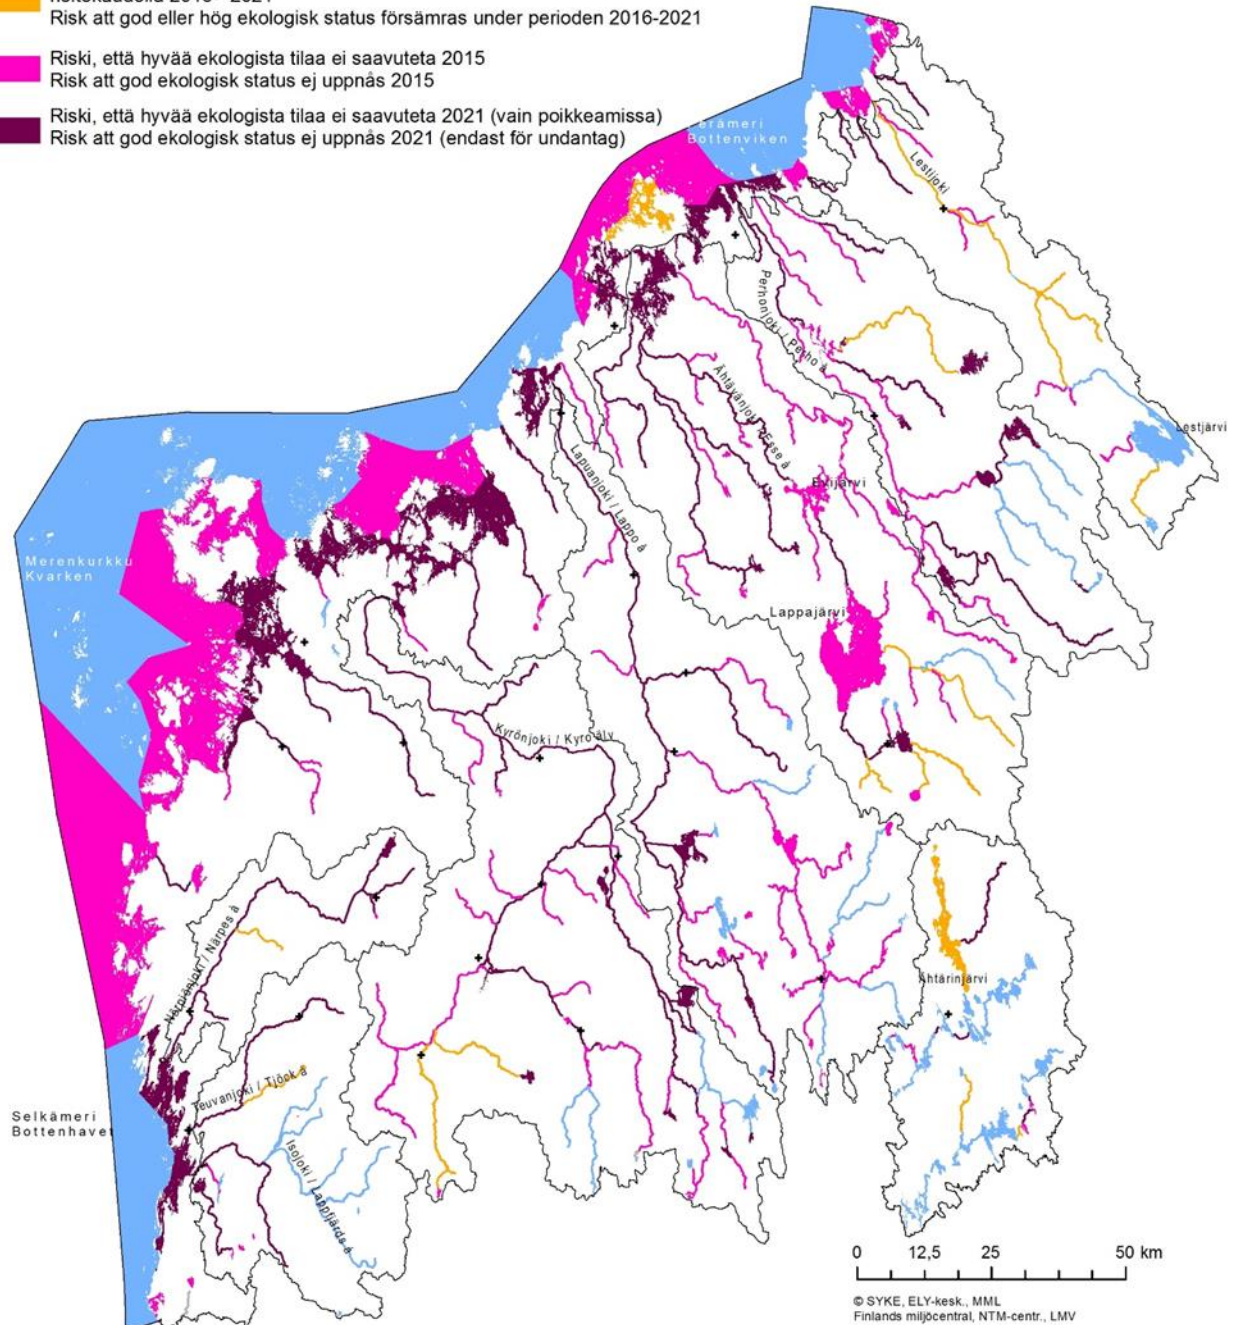 Risk att god eller hög ekologisk status försämras under perioden 2016-2021
Riski, että hyvää ekologista tilaa ei saavuteta 2015
Risk att god ekologisk status ej uppnås 2015
Riski, että hyvää ekologista tilaa ei saavuteta 2021 (vain poikkeamissa)
Risk att god ekologisk status ej uppnås 2021 (endast för undantag)
Perämeri
Bottenviken
Lestijoki
Perhonjoki / Perho å
Ähtävänjoki / Esse å
Lestjärvi
Lapuanjoki / Lappo å
Evijärvi
Merenkurkku
Kvarken
Lappajärvi
Kyrönjoki / Kyro älv
Närpiönjoki / Närpes å
Ähtärinjärvi
Teuvanjoki / Tjöck å
Selkämeri
Bottenhavet
Isojoki / Lappfjärds å
0 12,5 25 50 km
© SYKE, ELY-kesk., MML
Finlands miljöcentral, NTM-centr., LMV